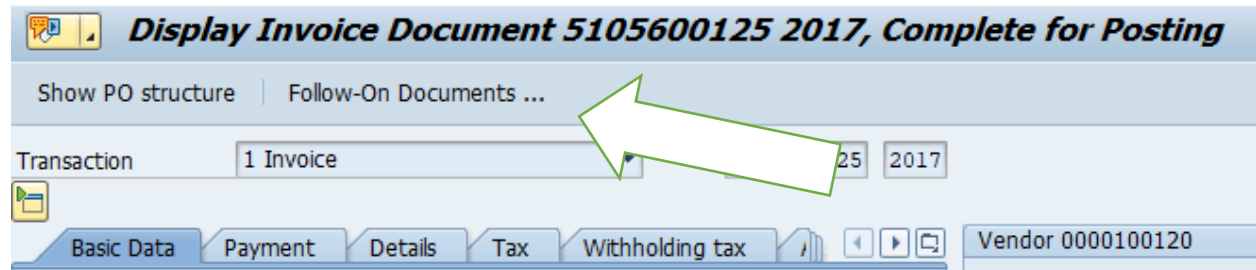 Display Invoice Document 5105600125 2017, Complete for Posting
Show PO structure Follow-On Documents ...
Transaction 1 Invoice 25 2017
Basic Data Payment Details Tax Withholding tax Vendor 0000100120